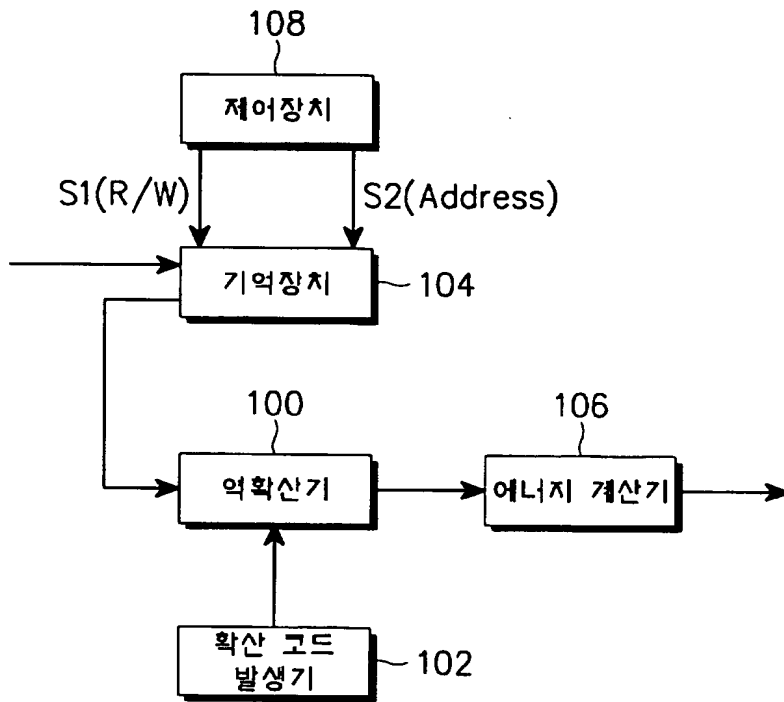 108
제어장치
S1(R/W)
S2(Address)
기억장치
104
100
106
역확산기
에너지 계산기
확산 코드
발생기
102